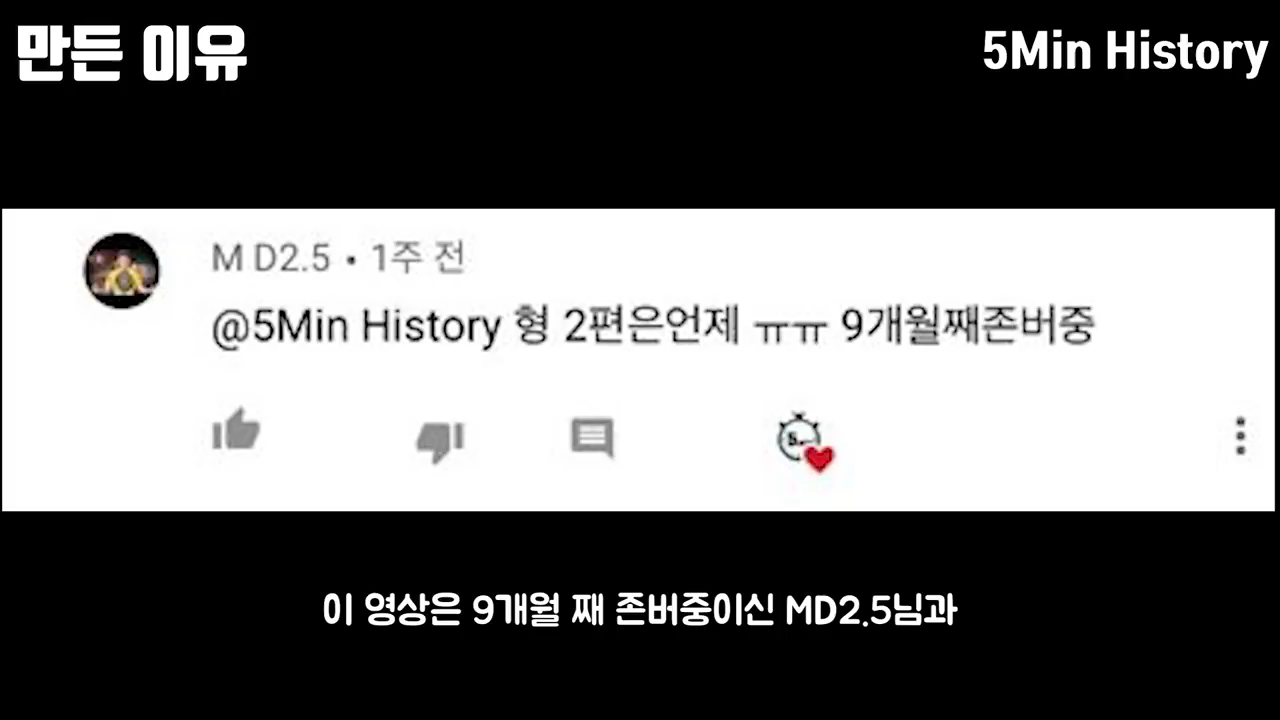 만든 이유
5Min History
M D2.5 • 1주 전
@5Min History 형 2편은언제 ㅠㅠ 9개월째존버중
이 영상은 9개월 째 존버중이신 MD2.5님과